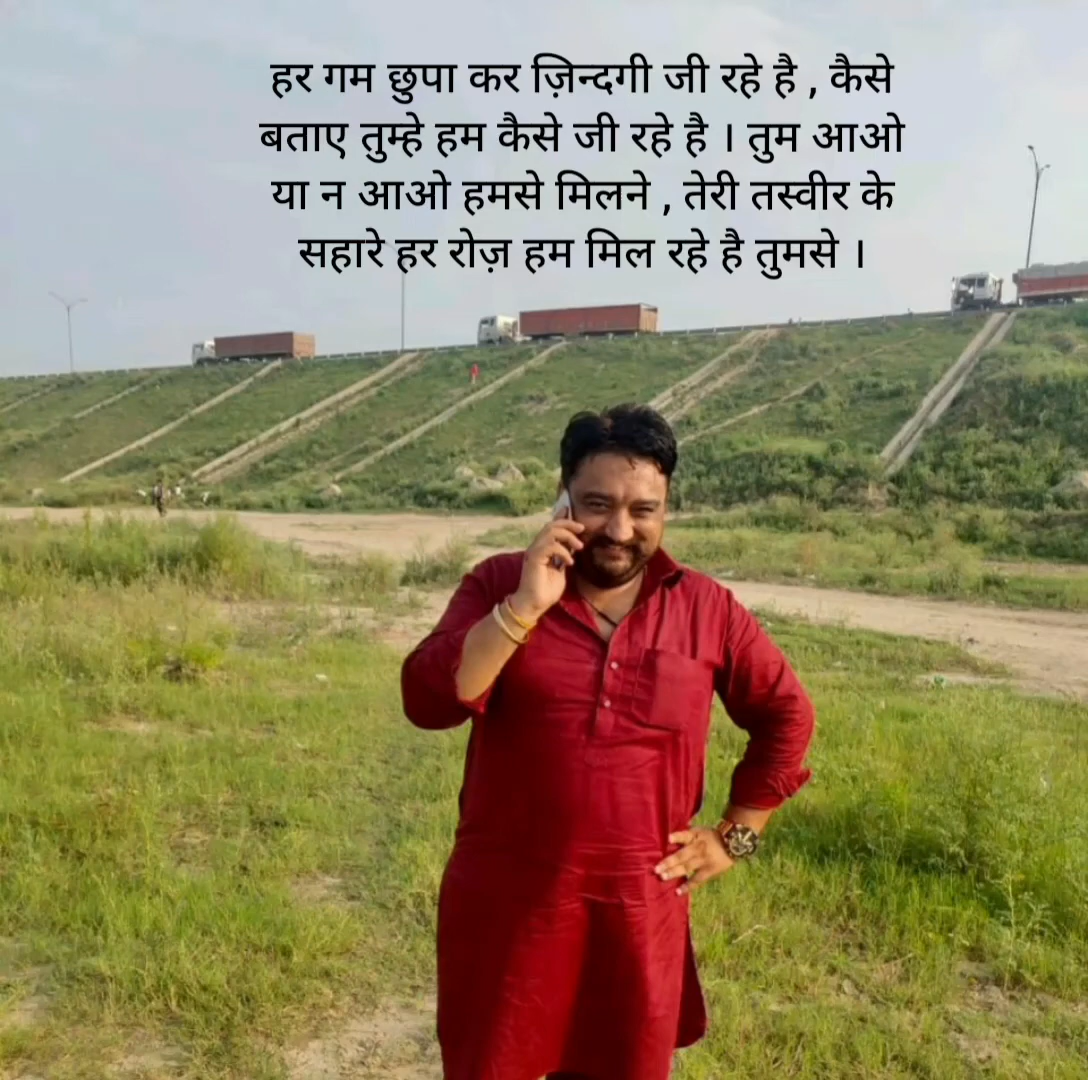 हर गम छुपा कर ज़िन्दगी जी रहे है , कैसे
बताए तुम्हे हम कैसे जी रहे है । तुम आओ
या न आओ हमसे मिलने , तेरी तस्वीर के
सहारे हर रोज़ हम मिल रहे है तुमसे ।